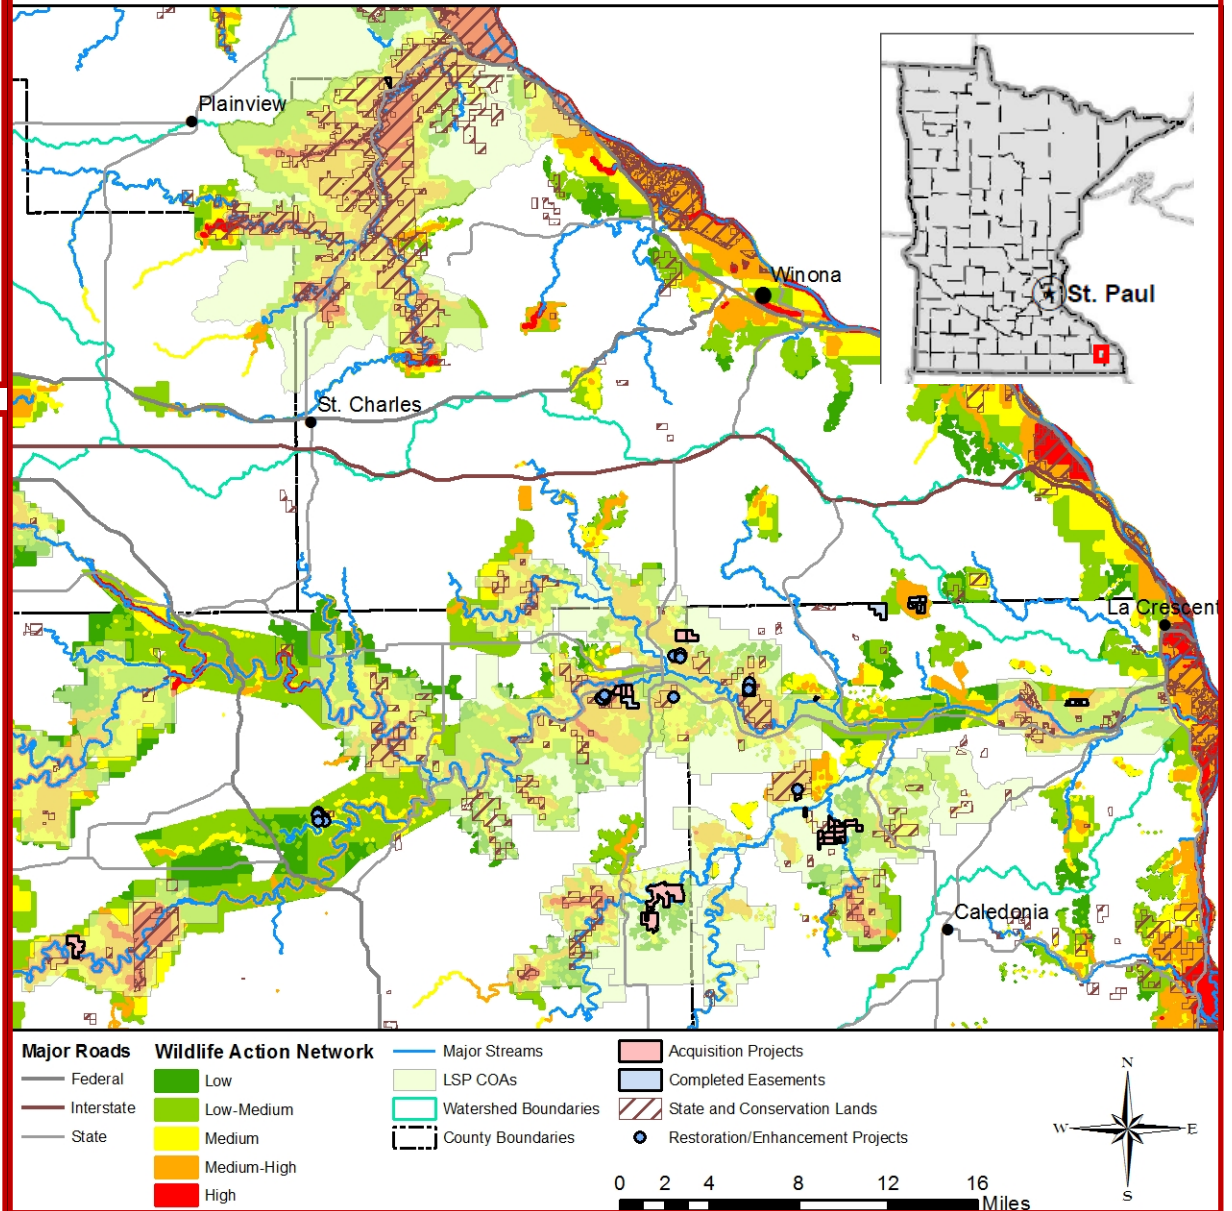 Plainview
Winona
St. Paul
St. Charles
La Crescent
Caledonia
Major Roads
Federal
Interstate
State
Wildlife Action Network
Low
Low-Medium
Medium
Medium-High
High
Major Streams
LSP COAs
Watershed Boundaries
County Boundaries
Acquisition Projects
Completed Easements
State and Conservation Lands
Restoration/Enhancement Projects
0 2 4 8 12 16
Miles
N
W E
S